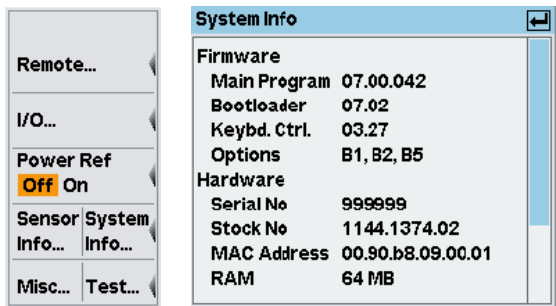 Remote...
I/O...
Power Ref
Off On
Sensor Info...
System Info...
Misc...
Test...
System Info
Firmware
Main Program 07.00.042
Bootloader 07.02
Keybd. Ctrl. 03.27
Options B1, B2, B5
Hardware
Serial No 999999
Stock No 1144.1374.02
MAC Address 00.90.b8.09.00.01
RAM 64 MB